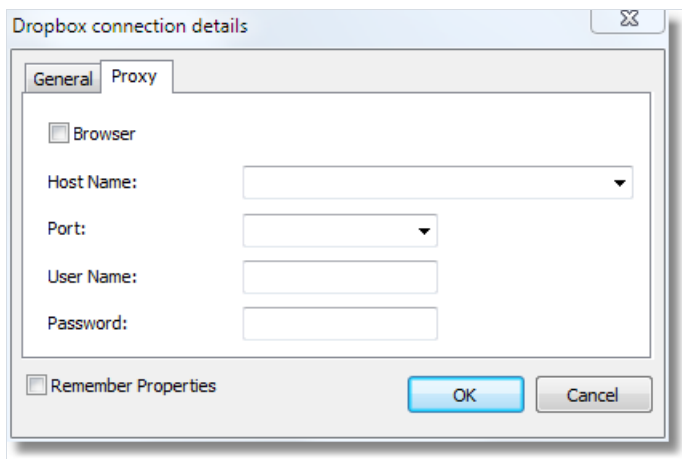 Dropbox connection details
General
Proxy
Browser
Host Name:
Port:
User Name:
Password:
Remember Properties
OK
Cancel